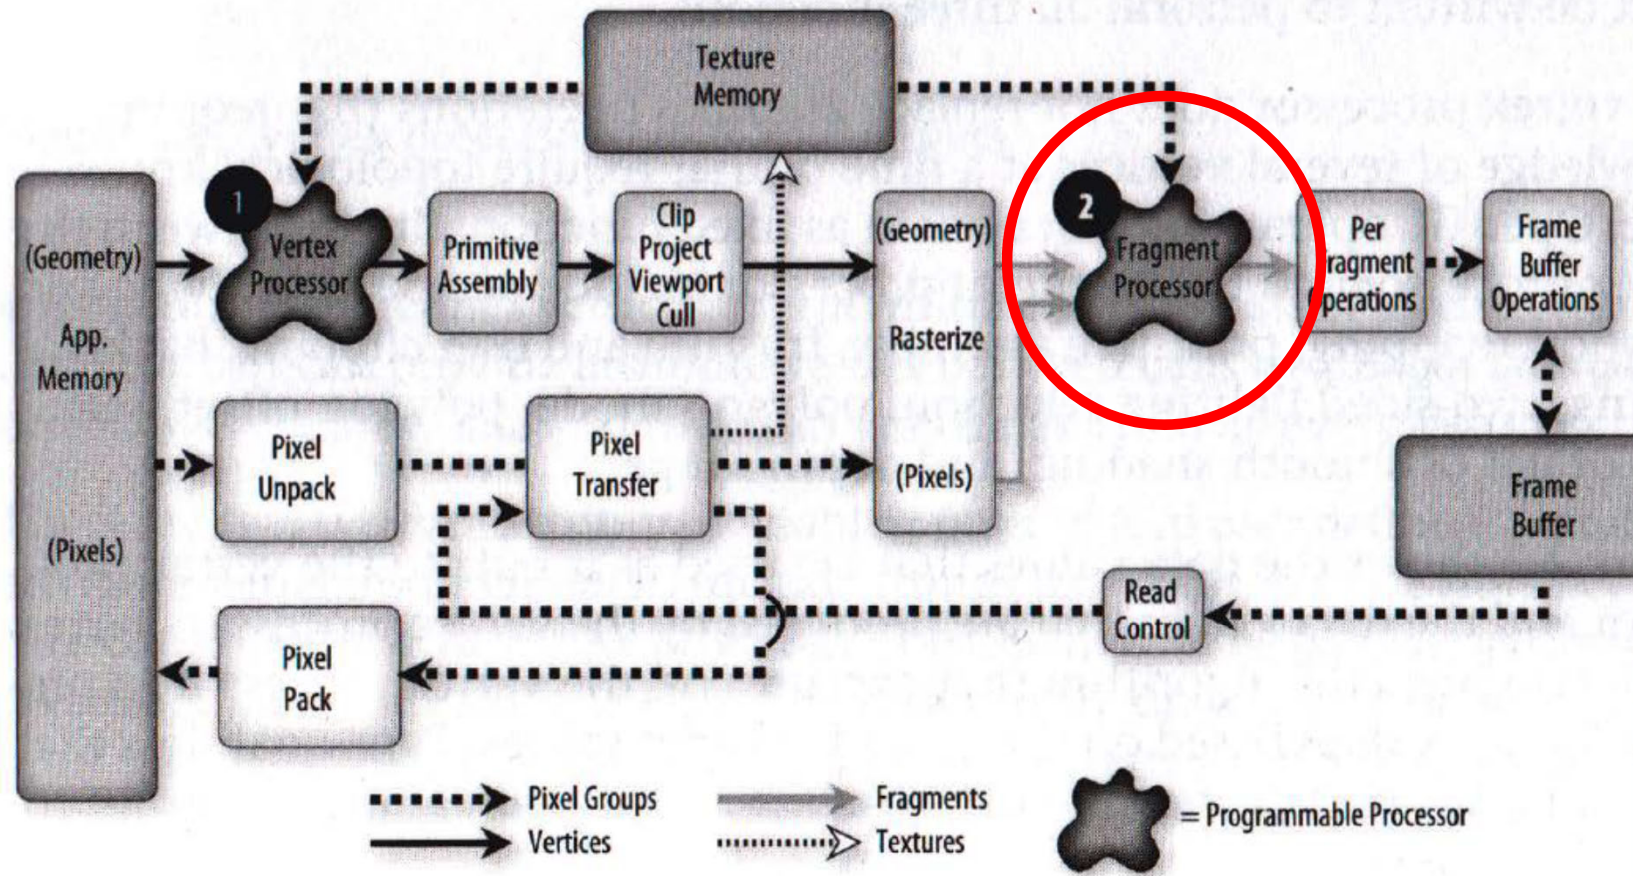 Texture
Memory
(Geometry)
App.
Memory
(Pixels)
1
Vertex
Processor
Primitive
Assembly
Clip
Project
Viewport
Cull
(Geometry)
Rasterize
(Pixels)
2
Fragment
Processor
Per
Fragment
Operations
Frame
Buffer
Operations
Pixel
Unpack
Pixel
Transfer
Frame
Buffer
Read
Control
Pixel
Pack
Pixel Groups
Vertices
Fragments
Textures
= Programmable Processor